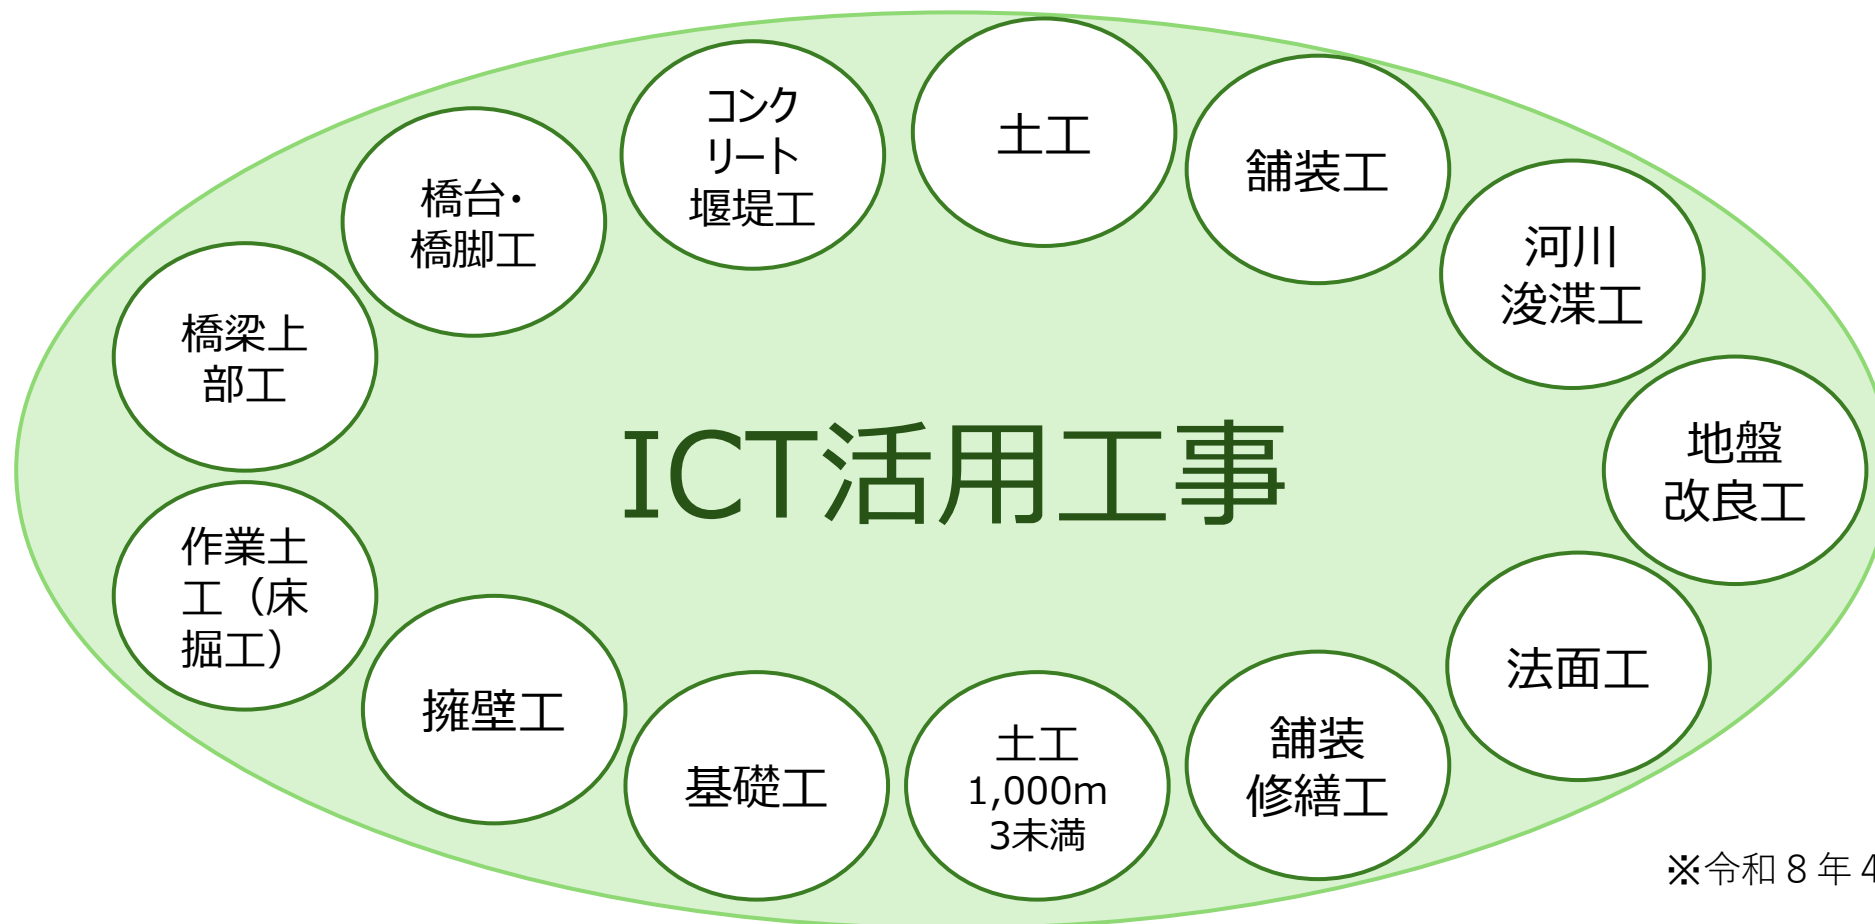 コンク
リート
堰堤工
土工
舗装工
橋台・
橋脚工
河川
浚渫工
橋梁上
部工
ICT活用工事
地盤
改良工
作業土
工（床
掘工）
法面工
擁壁工
基礎工
土工
1,000m
3未満
舗装
修繕工
※令和８年４